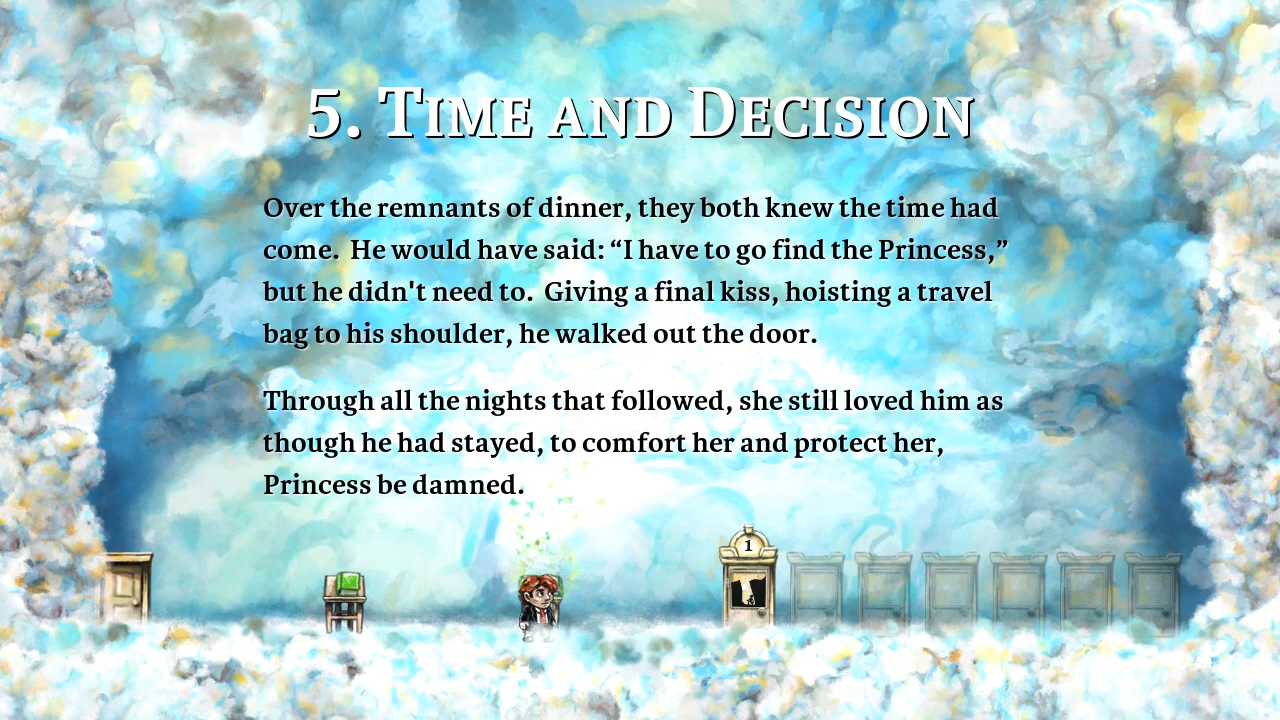 5. Time and Decision
Over the remnants of dinner, they both knew the time had
come.  He would have said: “I have to go find the Princess,”
but he didn't need to.  Giving a final kiss, hoisting a travel
bag to his shoulder, he walked out the door.
Through all the nights that followed, she still loved him as
though he had stayed, to comfort her and protect her,
Princess be damned.
1